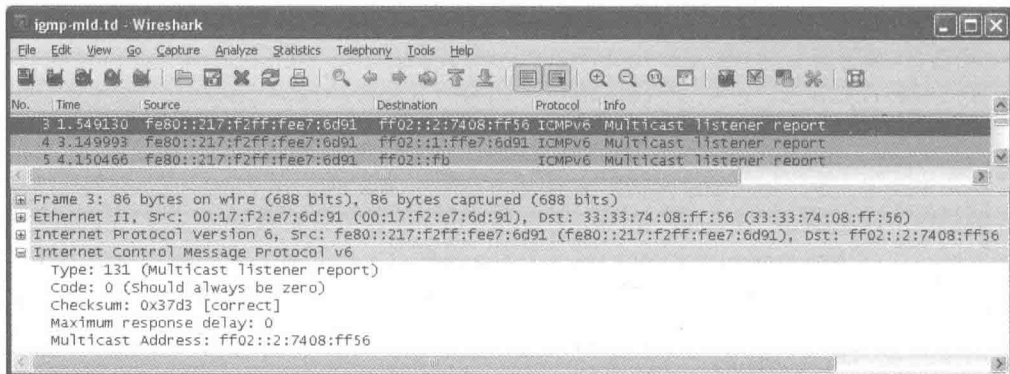 igmp-mld.td - Wireshark
File Edit View Go Capture Analyze Statistics Telephony Tools Help
No. Time Source Destination Protocol Info
3 1.549130 fe80::217:f2ff:fee7:6d91 ff02::2:7408:ff56 ICMPv6 Multicast listener report
4 3.149993 fe80::217:f2ff:fee7:6d91 ff02::1:ffe7:6d91 ICMPv6 Multicast listener report
5 4.150466 fe80::217:f2ff:fee7:6d91 ff02::fb ICMPv6 Multicast listener report
Frame 3: 86 bytes on wire (688 bits), 86 bytes captured (688 bits)
Ethernet II, Src: 00:17:f2:e7:6d:91 (00:17:f2:e7:6d:91), Dst: 33:33:74:08:ff:56 (33:33:74:08:ff:56)
Internet Protocol Version 6, Src: fe80::217:f2ff:fee7:6d91 (fe80::217:f2ff:fee7:6d91), Dst: ff02::2:7408:ff56
Internet Control Message Protocol v6
Type: 131 (Multicast listener report)
Code: 0 (Should always be zero)
Checksum: 0x37d3 [correct]
Maximum response delay: 0
Multicast Address: ff02::2:7408:ff56